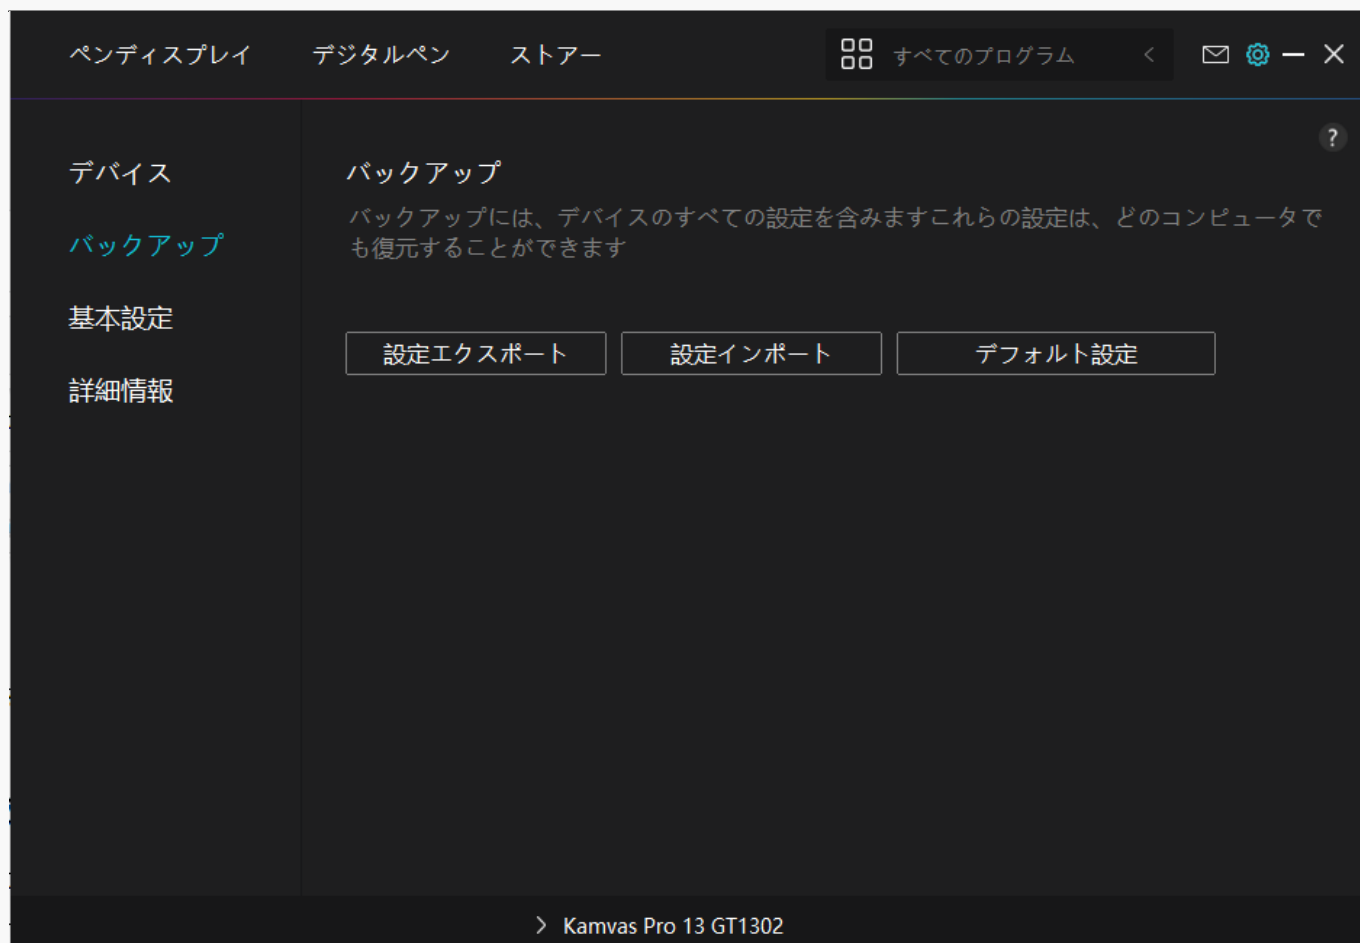 ペンディスプレイ デジタルペン ストアー すべてのプログラム
?
デバイス
バックアップ
基本設定
詳細情報
バックアップ
バックアップには、デバイスのすべての設定を含みますこれらの設定は、どのコンピュータで
も復元することができます
設定エクスポート 設定インポート デフォルト設定
Kamvas Pro 13 GT1302